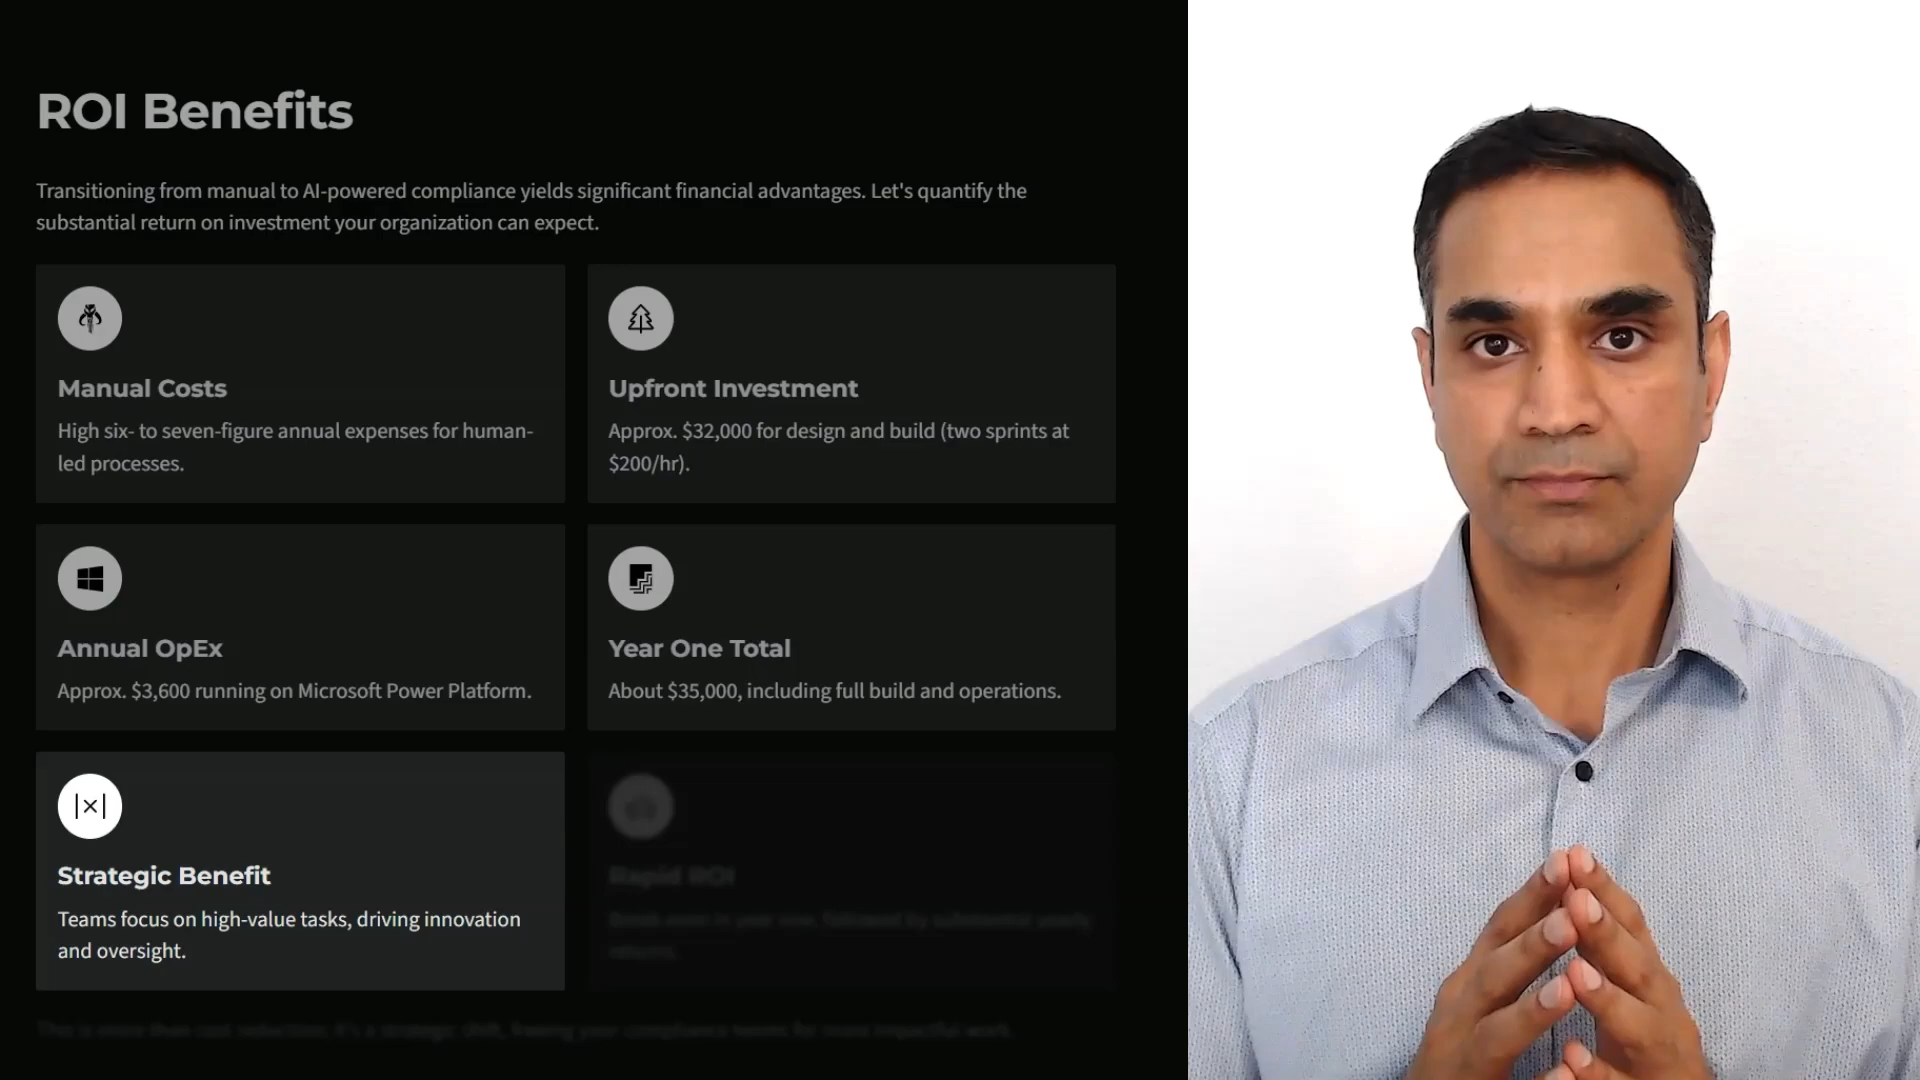 ROI Benefits
Transitioning from manual to AI-powered compliance yields significant financial advantages. Let's quantify the
substantial return on investment your organization can expect.
Manual Costs
High six- to seven-figure annual expenses for human-
led processes.
Upfront Investment
Approx. $32,000 for design and build (two sprints at
$200/hr).
Annual OpEx
Approx. $3,600 running on Microsoft Power Platform.
Year One Total
About $35,000, including full build and operations.
Strategic Benefit
Teams focus on high-value tasks, driving innovation
and oversight.
Rapid ROI